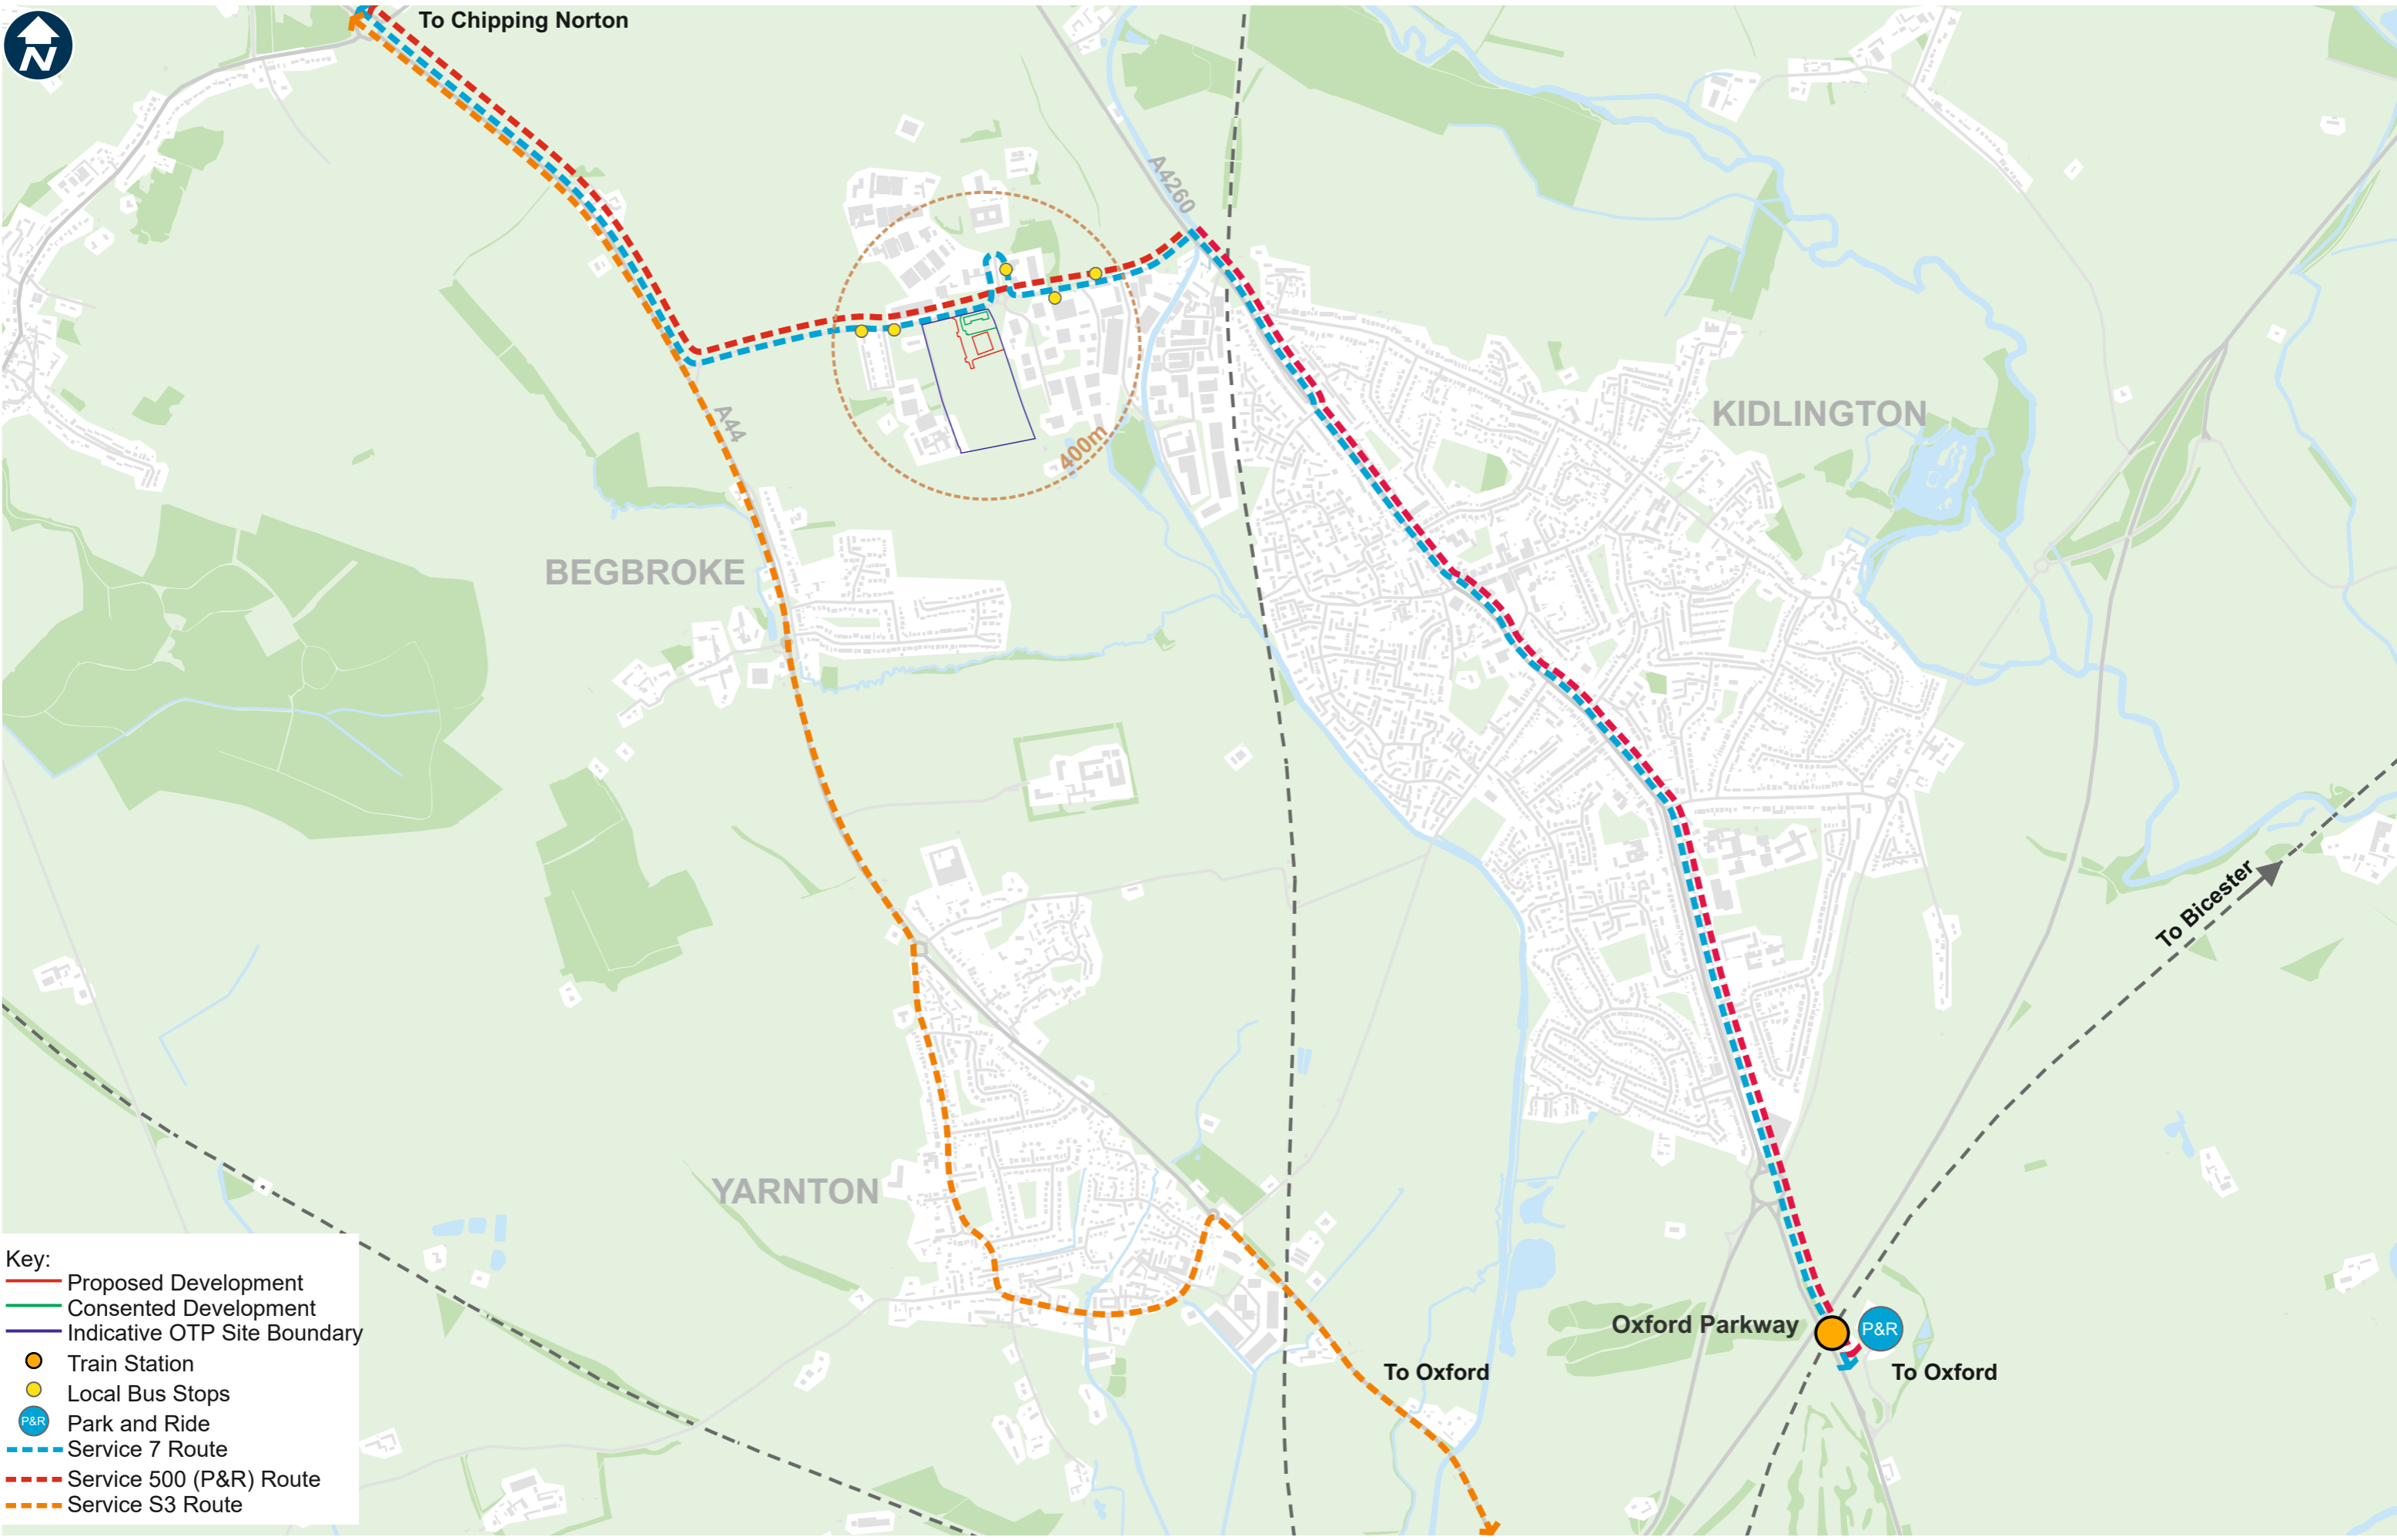 N
To Chipping Norton
A4260
A44
400m
KIDLINGTON
BEGBROKE
To Bicester
YARNTON
Oxford Parkway
P&R
To Oxford
To Oxford
Key:
Proposed Development
Consented Development
Indicative OTP Site Boundary
Train Station
Local Bus Stops
P&R Park and Ride
Service 7 Route
Service 500 (P&R) Route
Service S3 Route